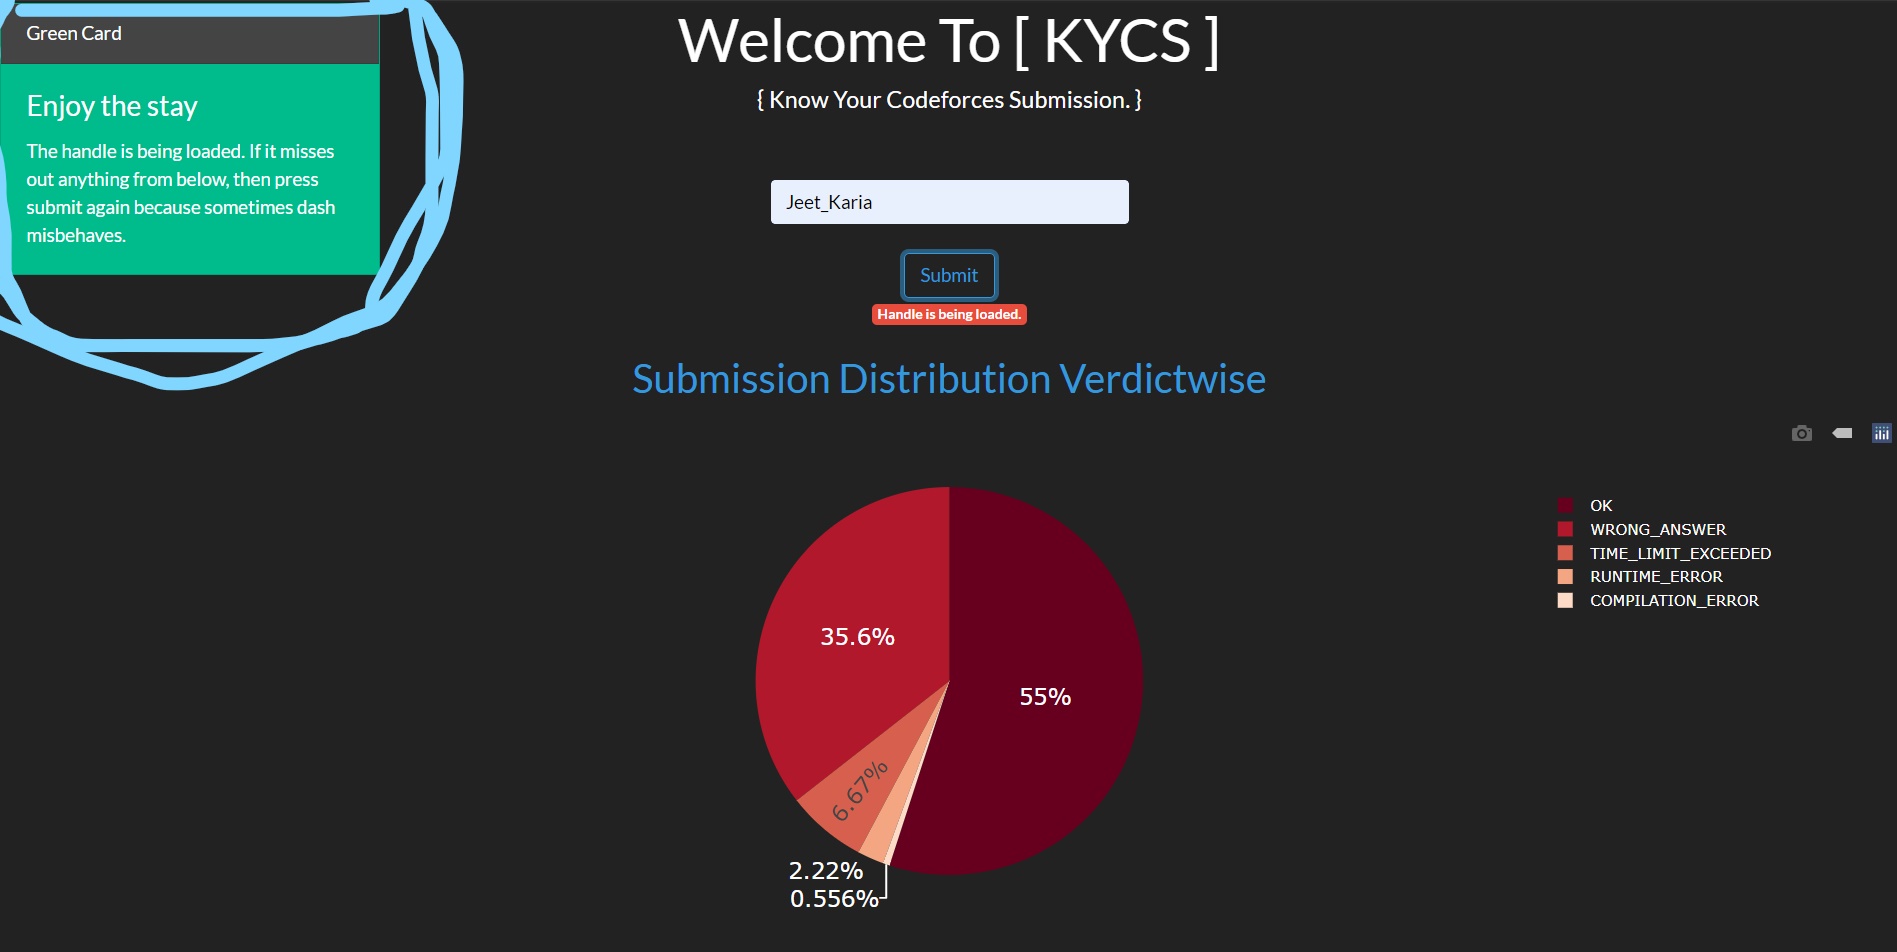 Green Card
Enjoy the stay
The handle is being loaded. If it misses
out anything from below, then press
submit again because sometimes dash
misbehaves.
Welcome To [ KYCS ]
{ Know Your Codeforces Submission. }
Jeet_Karia
Submit
Handle is being loaded.
Submission Distribution Verdictwise
OK
WRONG_ANSWER
TIME_LIMIT_EXCEEDED
RUNTIME_ERROR
COMPILATION_ERROR
35.6%
55%
6.67%
2.22%
0.556%